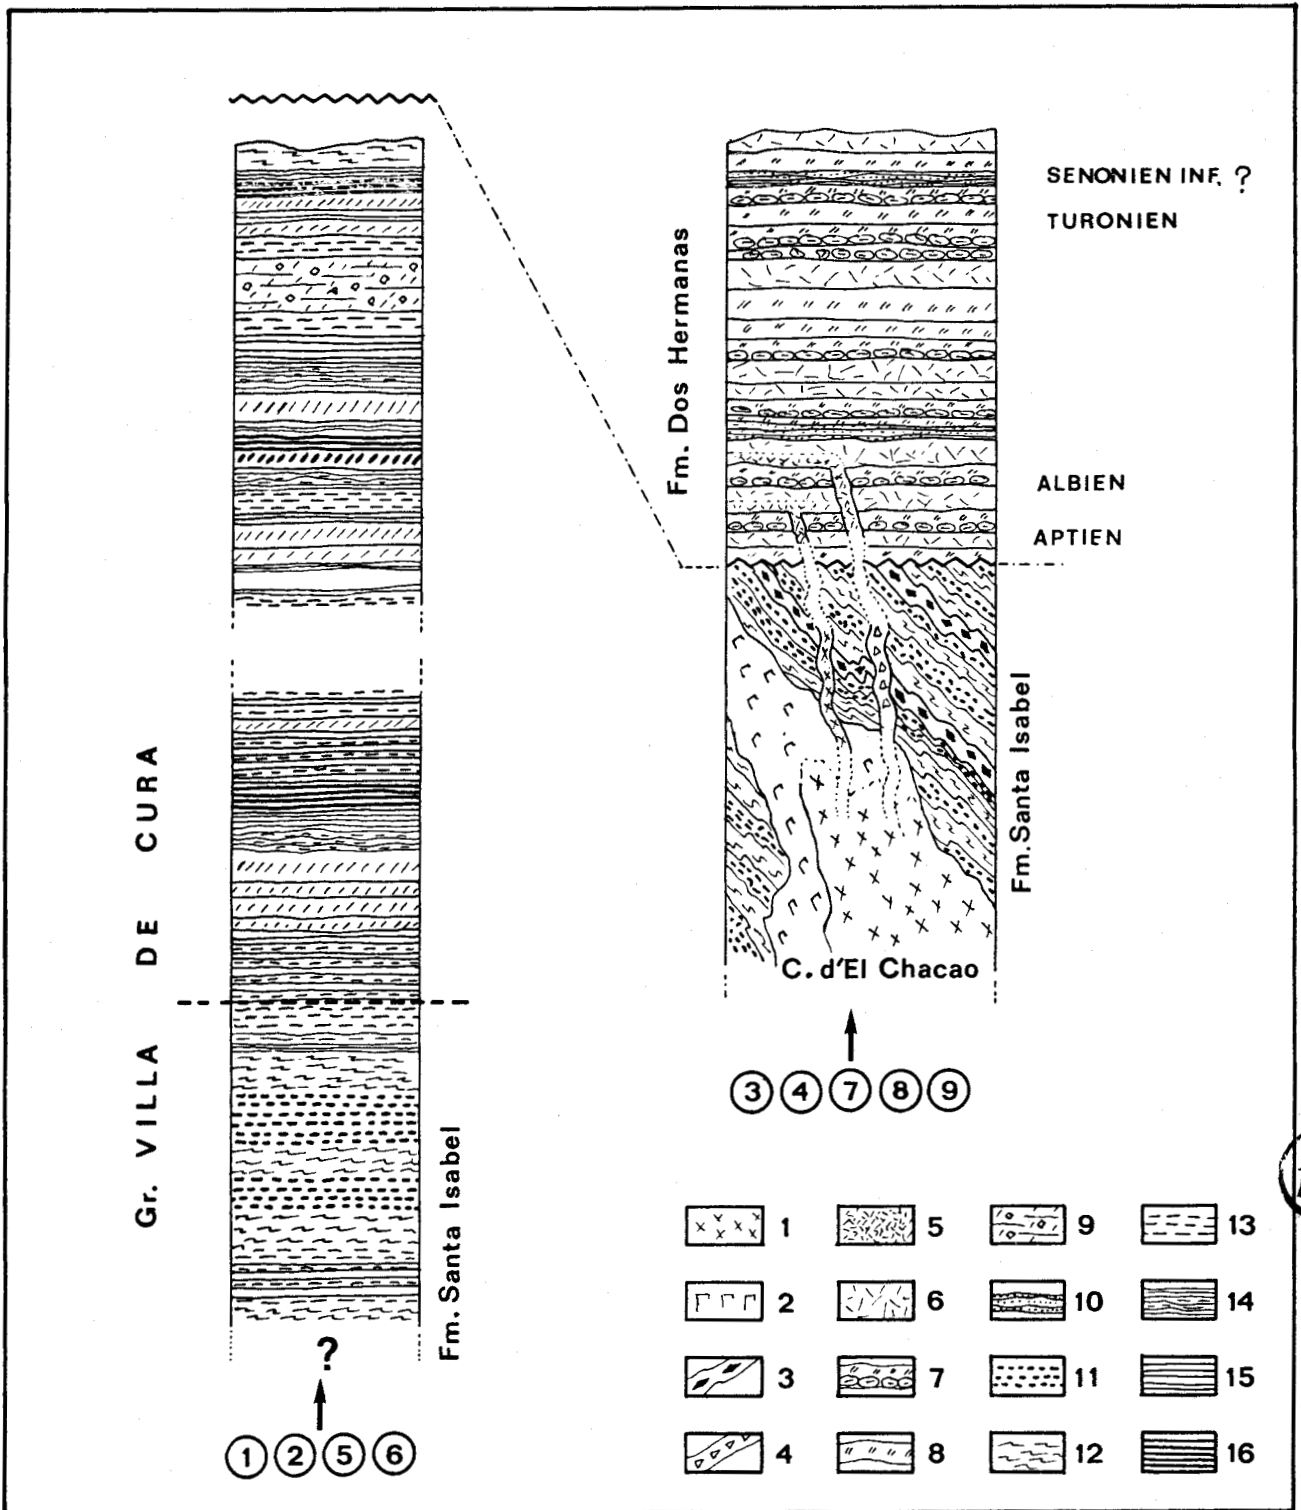 Gr. VILLA DE CURA
Fm. Santa Isabel
?
1 2 5 6
Fm. Dos Hermanas
SENONIEN INF. ?
TURONIEN
ALBIEN
APTIEN
Fm. Santa Isabel
C. d'El Chacao
3 4 7 8 9
1 5 9 13
2 6 10 14
3 7 11 15
4 8 12 16